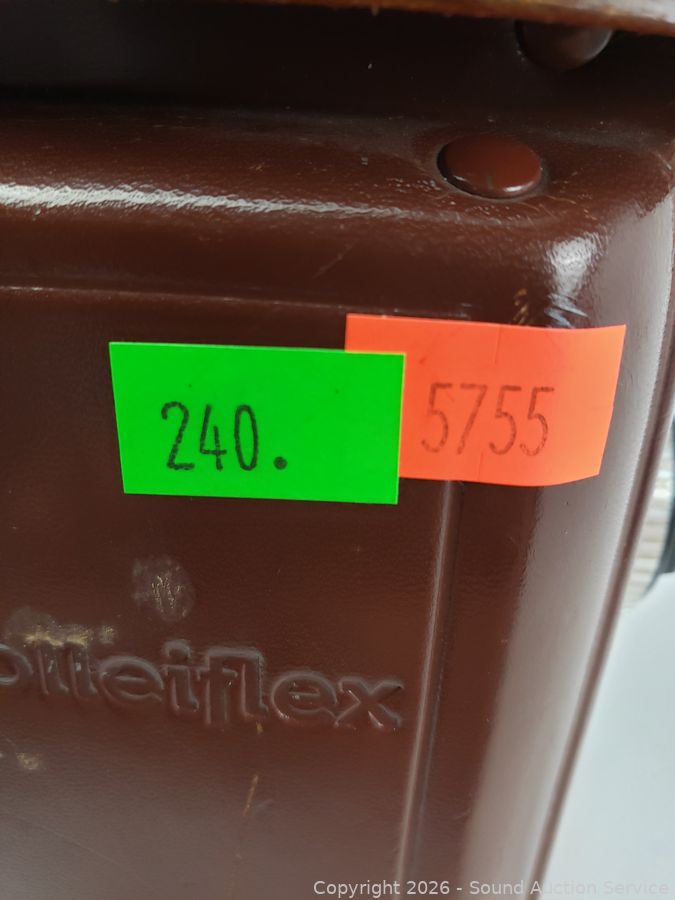 240.
5755
olleiflex
Copyright 2026 - Sound Auction Service